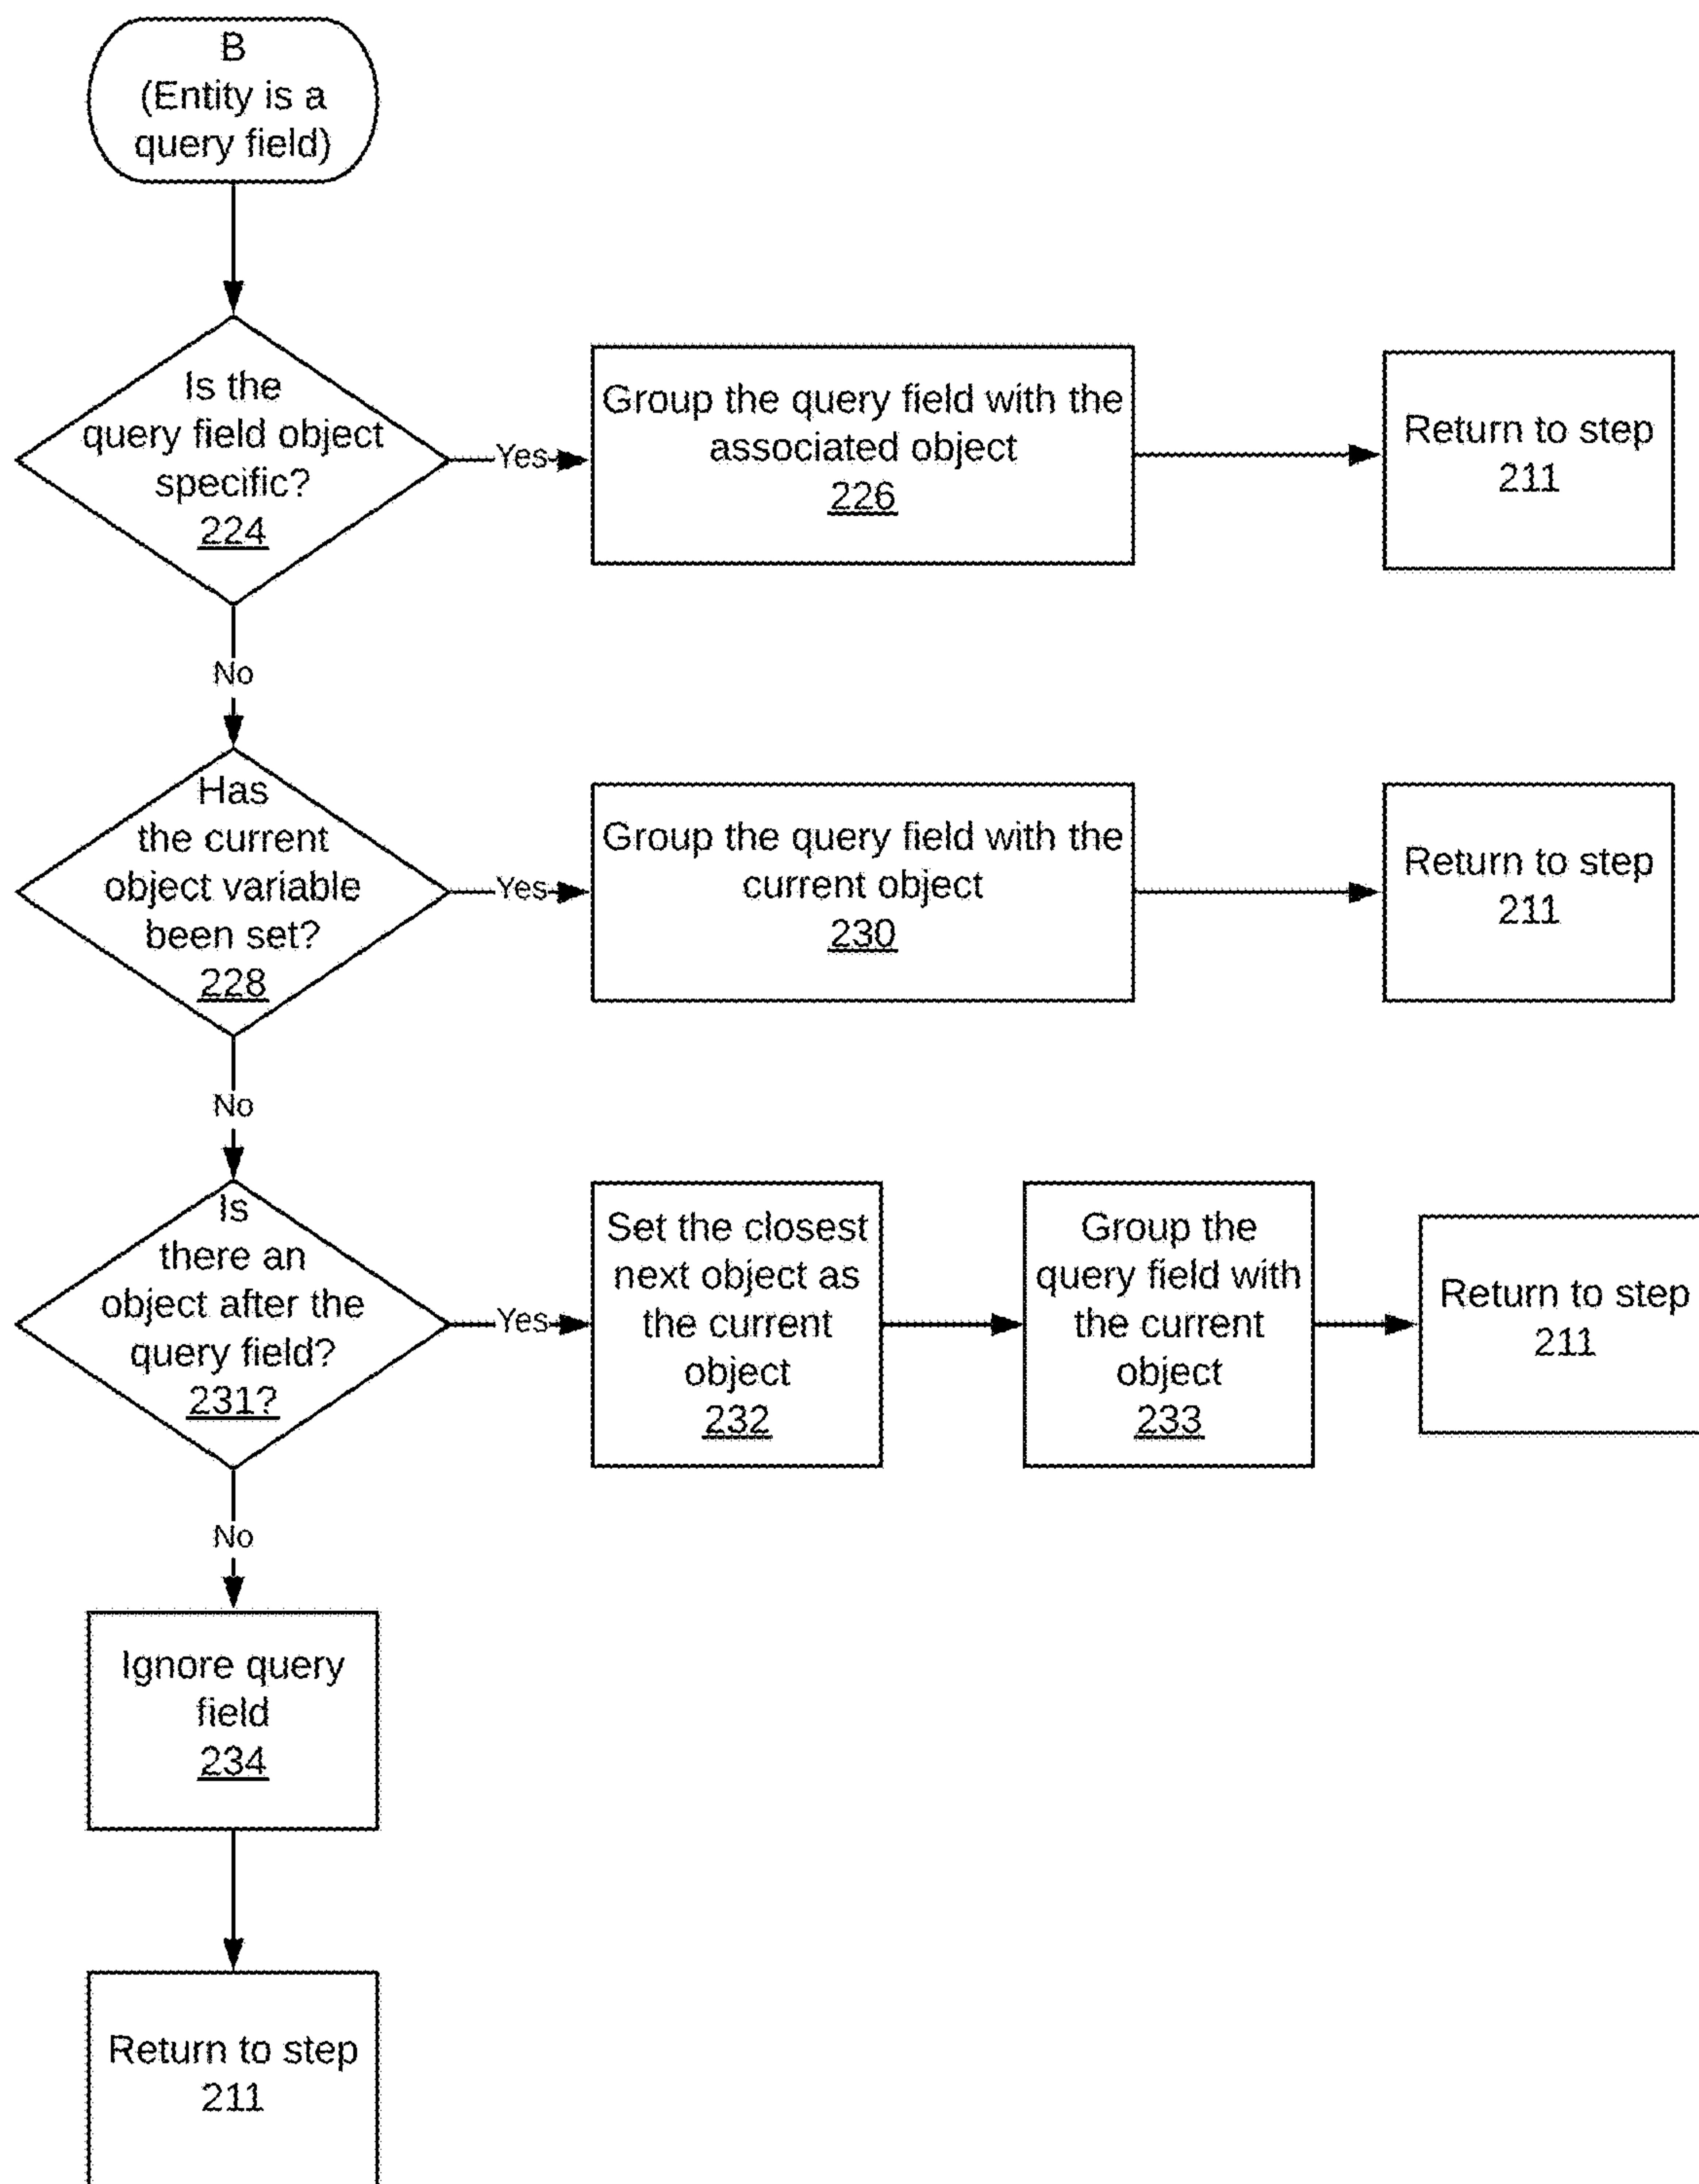 B
(Entity is a
query field)
Is the
query field object
specific?
224
Yes
Group the query field with the
associated object
226
Return to step
211
No
Has
the current
object variable
been set?
228
Yes
Group the query field with the
current object
230
Return to step
211
No
Is
there an
object after the
query field?
231?
Yes
Set the closest
next object as
the current
object
232
Group the
query field with
the current
object
233
Return to step
211
No
Ignore query
field
234
Return to step
211